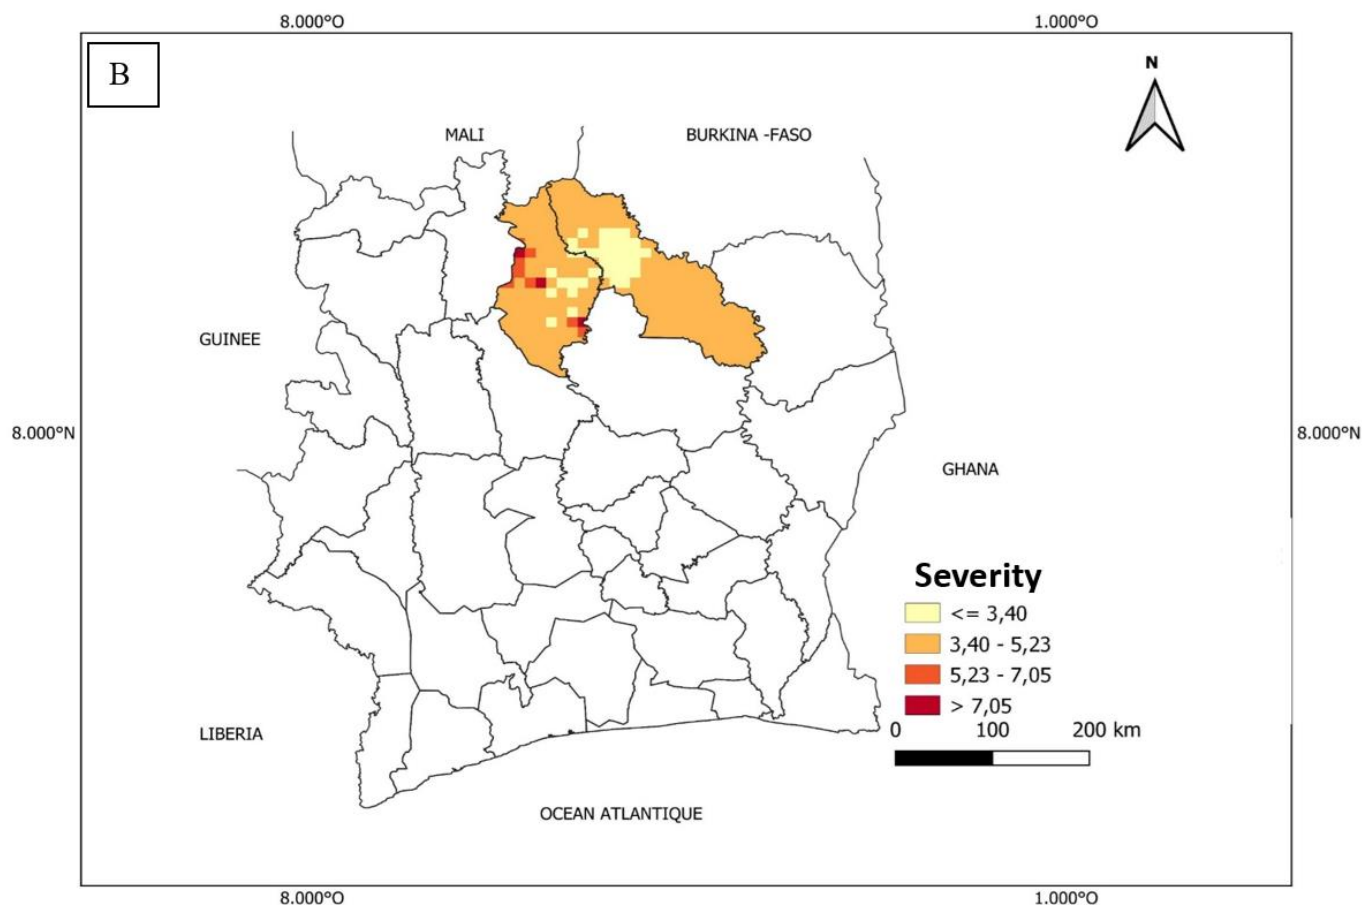 8.000°O 1.000°O
B
N
MALI BURKINA -FASO
GUINEE
8.000°N 8.000°N
GHANA
Severity
<= 3,40
3,40 - 5,23
5,23 - 7,05
> 7,05
LIBERIA
0 100 200 km
OCEAN ATLANTIQUE
8.000°O 1.000°O